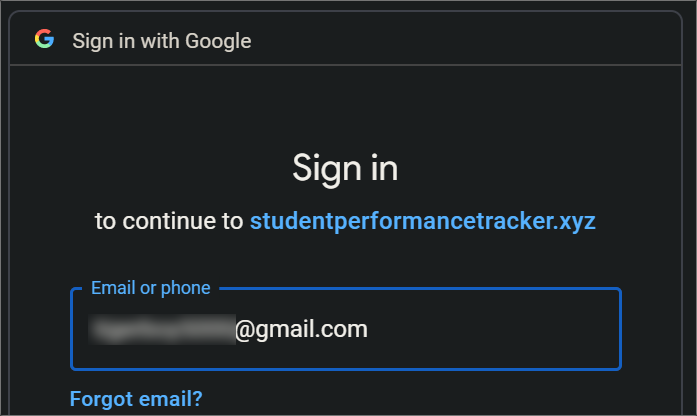 Sign in with Google
Sign in
to continue to studentperformancetracker.xyz
Email or phone
@gmail.com
Forgot email?